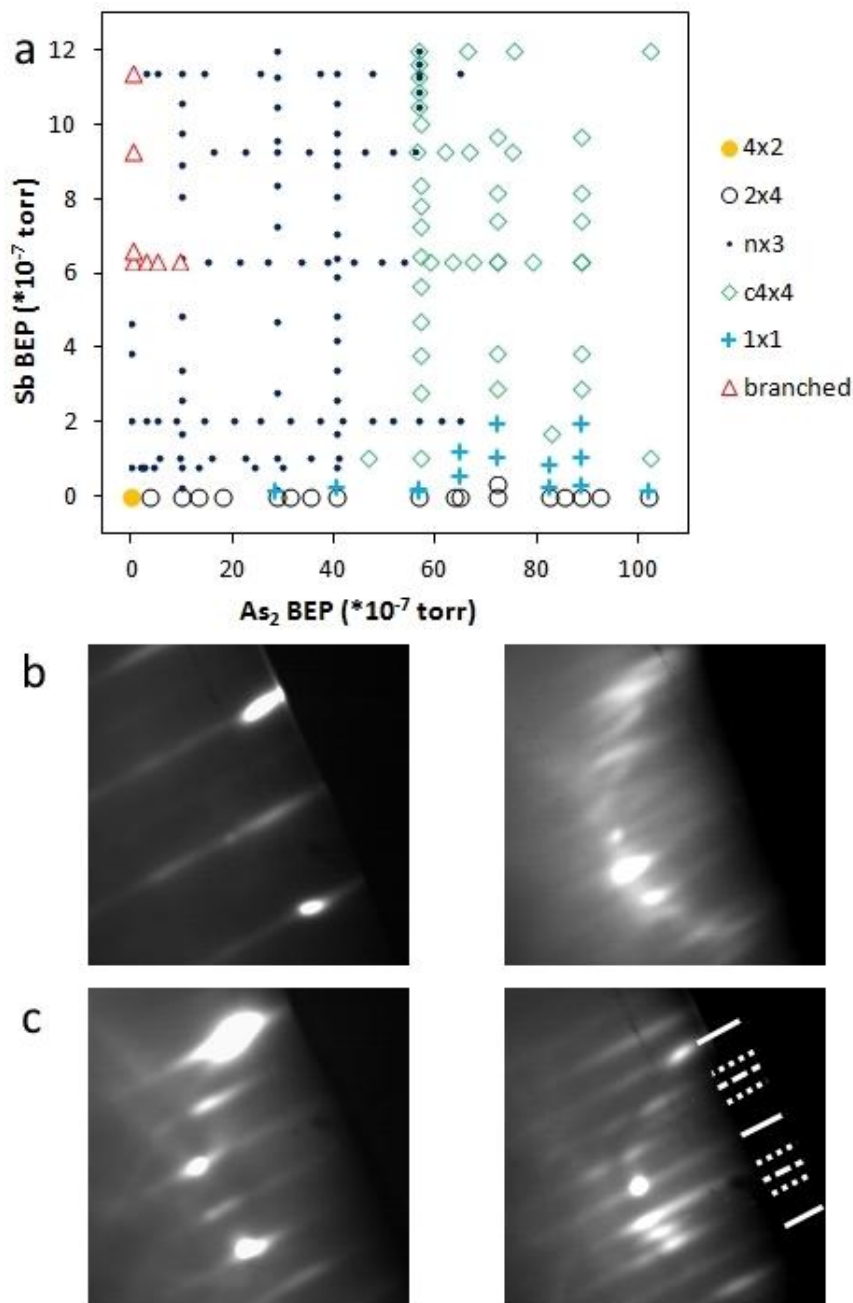 a
12
10
8
6
4
2
0
Sb BEP (*10-7 torr)
0 20 40 60 80 100
As2 BEP (*10-7 torr)
4x2
2x4
nx3
c4x4
1x1
branched
b
c